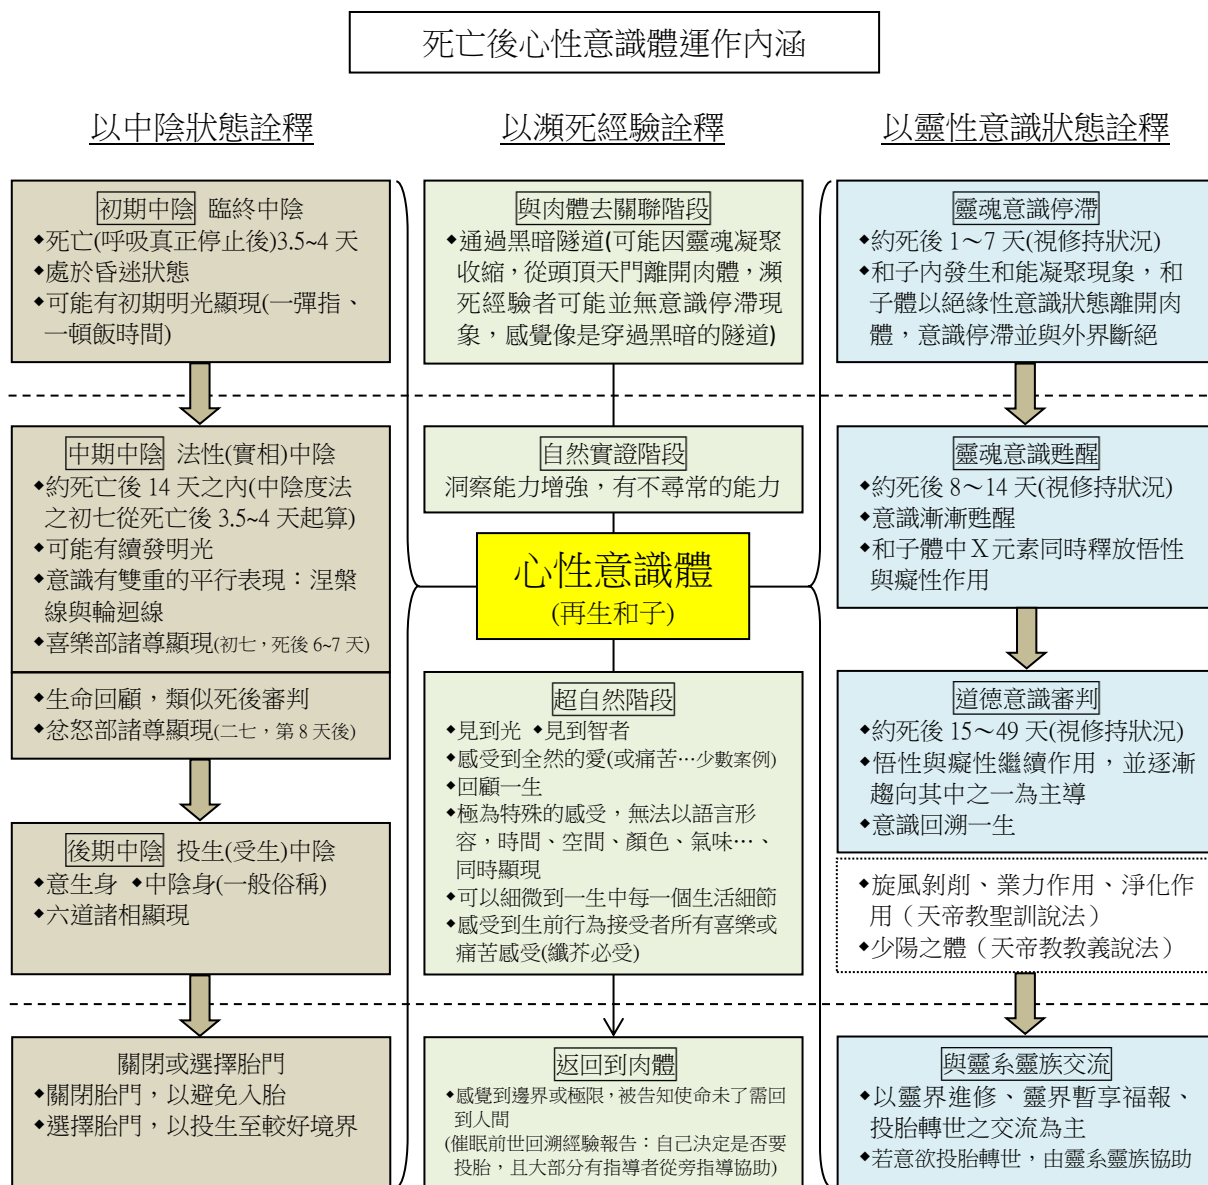 死亡後心性意識體運作內涵
以中陰狀態詮釋
初期中陰 臨終中陰
◆死亡(呼吸真正停止後)3.5~4 天
◆處於昏迷狀態
◆可能有初期明光顯現(一彈指、
一頓飯時間)
中期中陰 法性(實相)中陰
◆約死亡後 14 天之內(中陰度法
之初七從死亡後 3.5~4 天起算)
◆可能有續發明光
◆意識有雙重的平行表現：涅槃
線與輪迴線
◆喜樂部諸尊顯現(初七，死後 6~7 天)
◆生命回顧，類似死後審判
◆忿怒部諸尊顯現(二七，第 8 天後)
後期中陰 投生(受生)中陰
◆意生身 ◆中陰身(一般俗稱)
◆六道諸相顯現
關閉或選擇胎門
◆關閉胎門，以避免入胎
◆選擇胎門，以投生至較好境界
以瀕死經驗詮釋
與肉體去關聯階段
◆通過黑暗隧道(可能因靈魂凝聚
收縮，從頭頂天門離開肉體，瀕
死經驗者可能並無意識停滯現
象，感覺像是穿過黑暗的隧道)
自然實證階段
洞察能力增強，有不尋常的能力
心性意識體
(再生和子)
超自然階段
◆見到光 ◆見到智者
◆感受到全然的愛(或痛苦…少數案例)
◆回顧一生
◆極為特殊的感受，無法以語言形
容，時間、空間、顏色、氣味…、
同時顯現
◆可以細微到一生中每一個生活細節
◆感受到生前行為接受者所有喜樂或
痛苦感受(纖芥必受)
返回到肉體
◆感覺到邊界或極限，被告知使命未了需回
到人間
(催眠前世回溯經驗報告：自己決定是否要
投胎，且大部分有指導者從旁指導協助)
以靈性意識狀態詮釋
靈魂意識停滯
◆約死後 1～7 天(視修持狀況)
◆和子內發生和能凝聚現象，和
子體以絕緣性意識狀態離開肉
體，意識停滯並與外界斷絕
靈魂意識甦醒
◆約死後 8～14 天(視修持狀況)
◆意識漸漸甦醒
◆和子體中Ｘ元素同時釋放悟性
與癡性作用
道德意識審判
◆約死後 15～49 天(視修持狀況)
◆悟性與癡性繼續作用，並逐漸
趨向其中之一為主導
◆意識回溯一生
◆旋風剝削、業力作用、淨化作
用（天帝教聖訓說法）
◆少陽之體（天帝教教義說法）
與靈系靈族交流
◆以靈界進修、靈界暫享福報、
投胎轉世之交流為主
◆若意欲投胎轉世，由靈系靈族協助